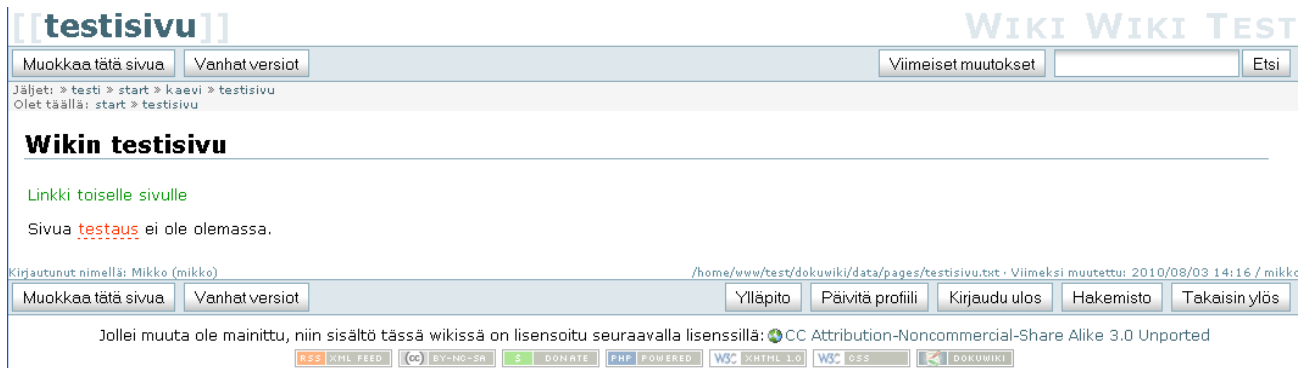 [[testisivu]] WIKI WIKI TEST
Muokkaa tätä sivua Vanhat versiot Viimeiset muutokset Etsi
Jäljet: » testi » start » kaevi » testisivu
Olet täällä: start » testisivu
Wikin testisivu
Linkki toiselle sivulle
Sivua testaus ei ole olemassa.
Kirjautunut nimellä: Mikko (mikko) /home/www/test/dokuwiki/data/pages/testisivu.txt · Viimeksi muutettu: 2010/08/03 14:16 / mikko
Muokkaa tätä sivua Vanhat versiot Ylläpito Päivitä profiili Kirjaudu ulos Hakemisto Takaisin ylös
Jollei muuta ole mainittu, niin sisältö tässä wikissä on lisensoitu seuraavalla lisenssillä: CC Attribution-Noncommercial-Share Alike 3.0 Unported
RSS XML FEED (cc) BY-NC-SA $ DONATE PHP POWERED W3C XHTML 1.0 W3C CSS DOKUWIKI